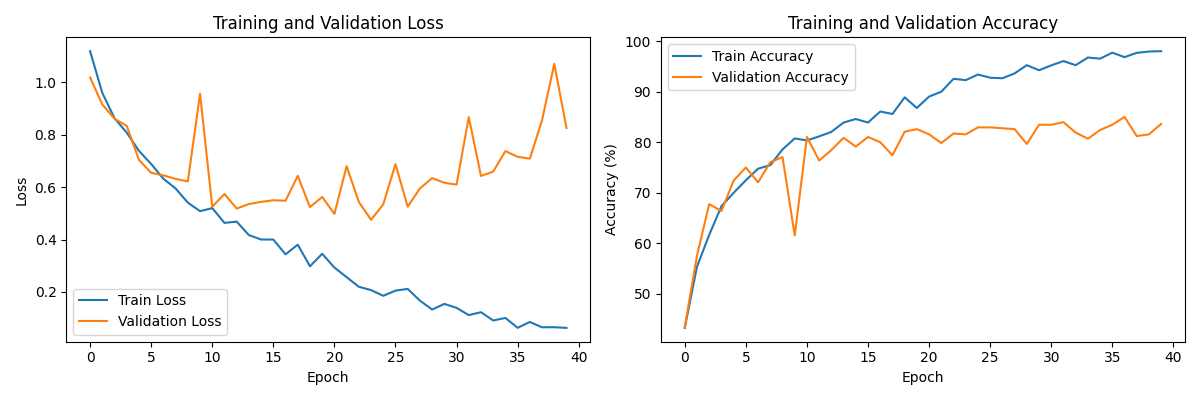 Training and Validation Loss
1.0
0.8
0.6
0.4
0.2
Loss
Train Loss
Validation Loss
0 5 10 15 20 25 30 35 40
Epoch
Training and Validation Accuracy
100
90
80
70
60
50
Accuracy (%)
Train Accuracy
Validation Accuracy
0 5 10 15 20 25 30 35 40
Epoch